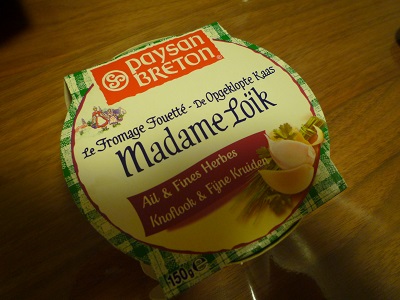 Paysan
BRETON
Le Fromage Fouetté - De Opgeklopte Kaas
Madame Loïk
Ail & Fines Herbes
Knoflook & Fijne Kruiden
150g e